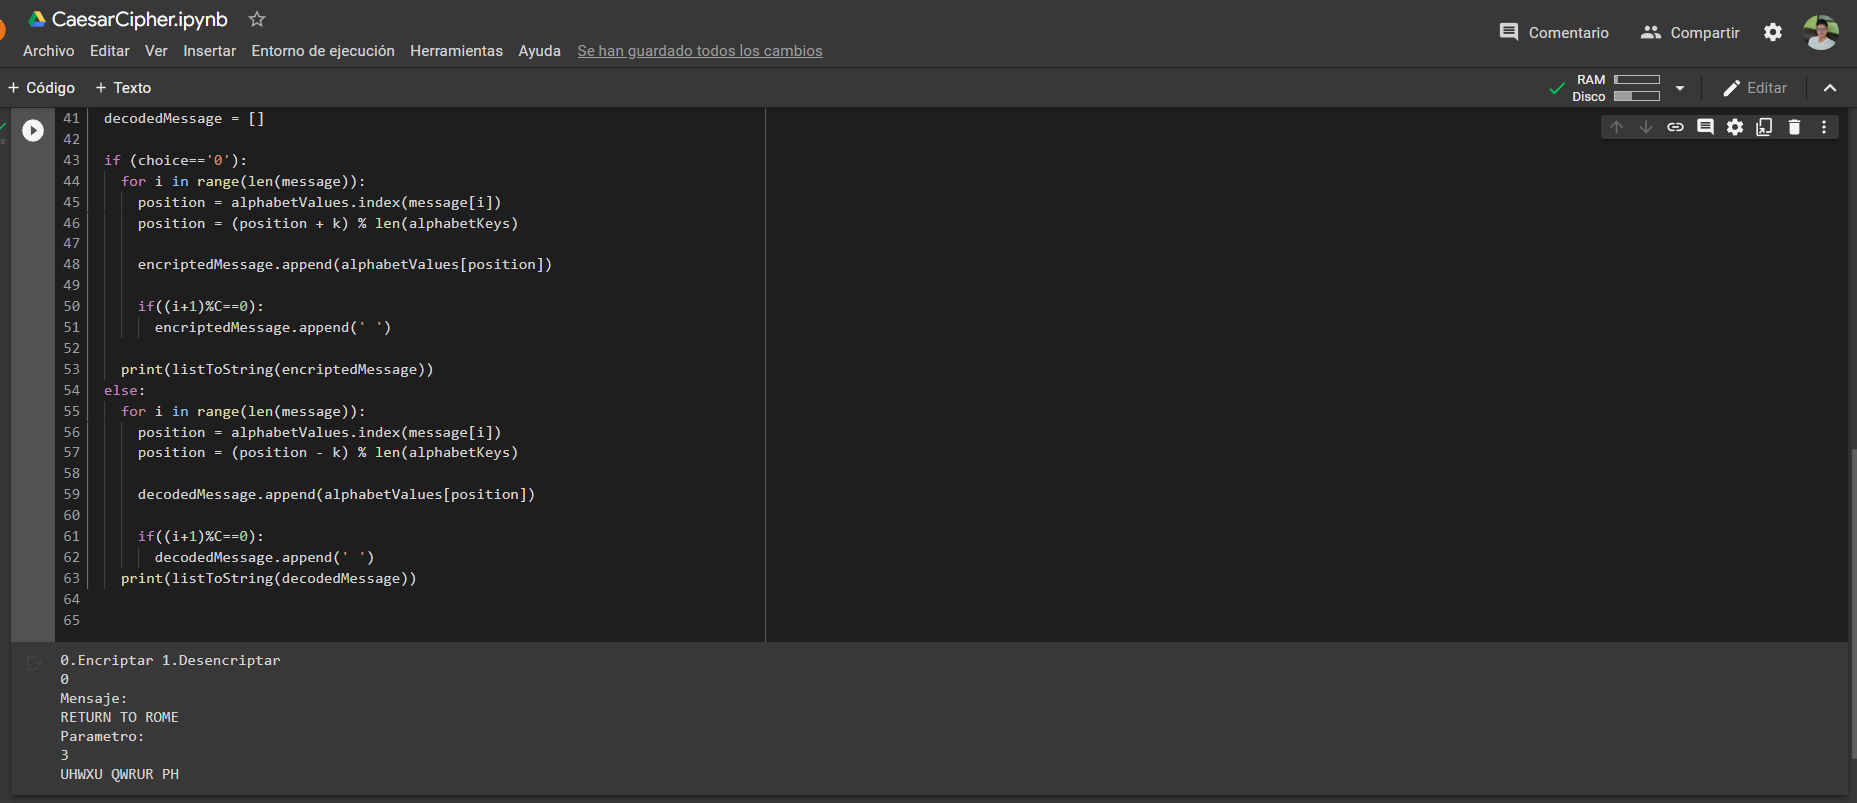 CaesarCipher.ipynb
Archivo Editar Ver Insertar Entorno de ejecución Herramientas Ayuda Se han guardado todos los cambios
Comentario Compartir
+ Código + Texto
RAM
Disco
Editar
41 decodedMessage = []
42
43 if (choice=='0'):
44 for i in range(len(message)):
45 position = alphabetValues.index(message[i])
46 position = (position + k) % len(alphabetKeys)
47
48 encriptedMessage.append(alphabetValues[position])
49
50 if((i+1)%C==0):
51 encriptedMessage.append(' ')
52
53 print(listToString(encriptedMessage))
54 else:
55 for i in range(len(message)):
56 position = alphabetValues.index(message[i])
57 position = (position - k) % len(alphabetKeys)
58
59 decodedMessage.append(alphabetValues[position])
60
61 if((i+1)%C==0):
62 decodedMessage.append(' ')
63 print(listToString(decodedMessage))
64
65
0.Encriptar 1.Desencriptar
0
Mensaje:
RETURN TO ROME
Parametro:
3
UHWXU QWRUR PH